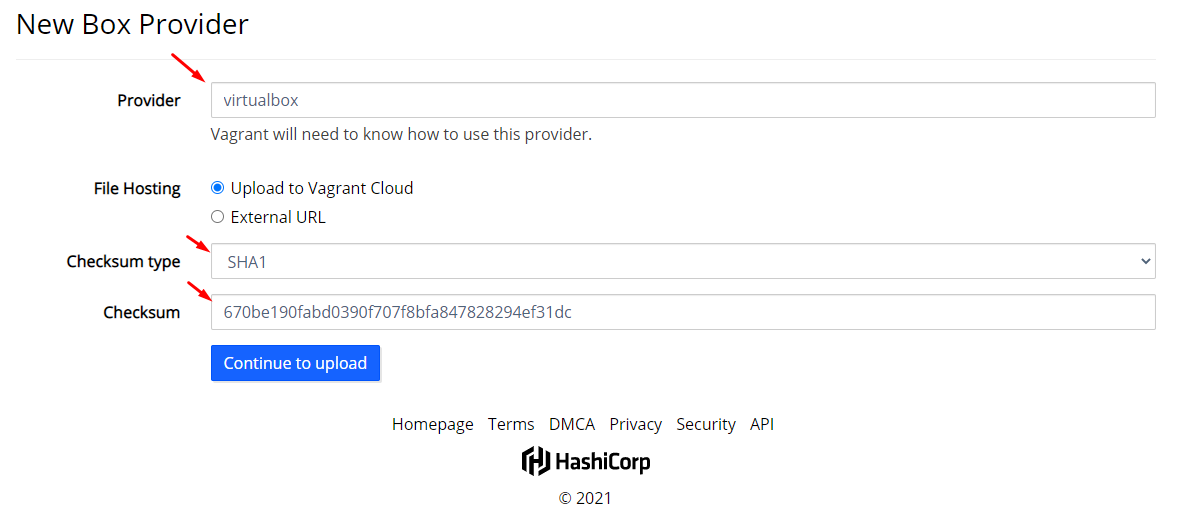 New Box Provider
Provider
virtualbox
Vagrant will need to know how to use this provider.
File Hosting
Upload to Vagrant Cloud
External URL
Checksum type
SHA1
Checksum
670be190fabd0390f707f8bfa847828294ef31dc
Continue to upload
Homepage Terms DMCA Privacy Security API
HashiCorp
© 2021